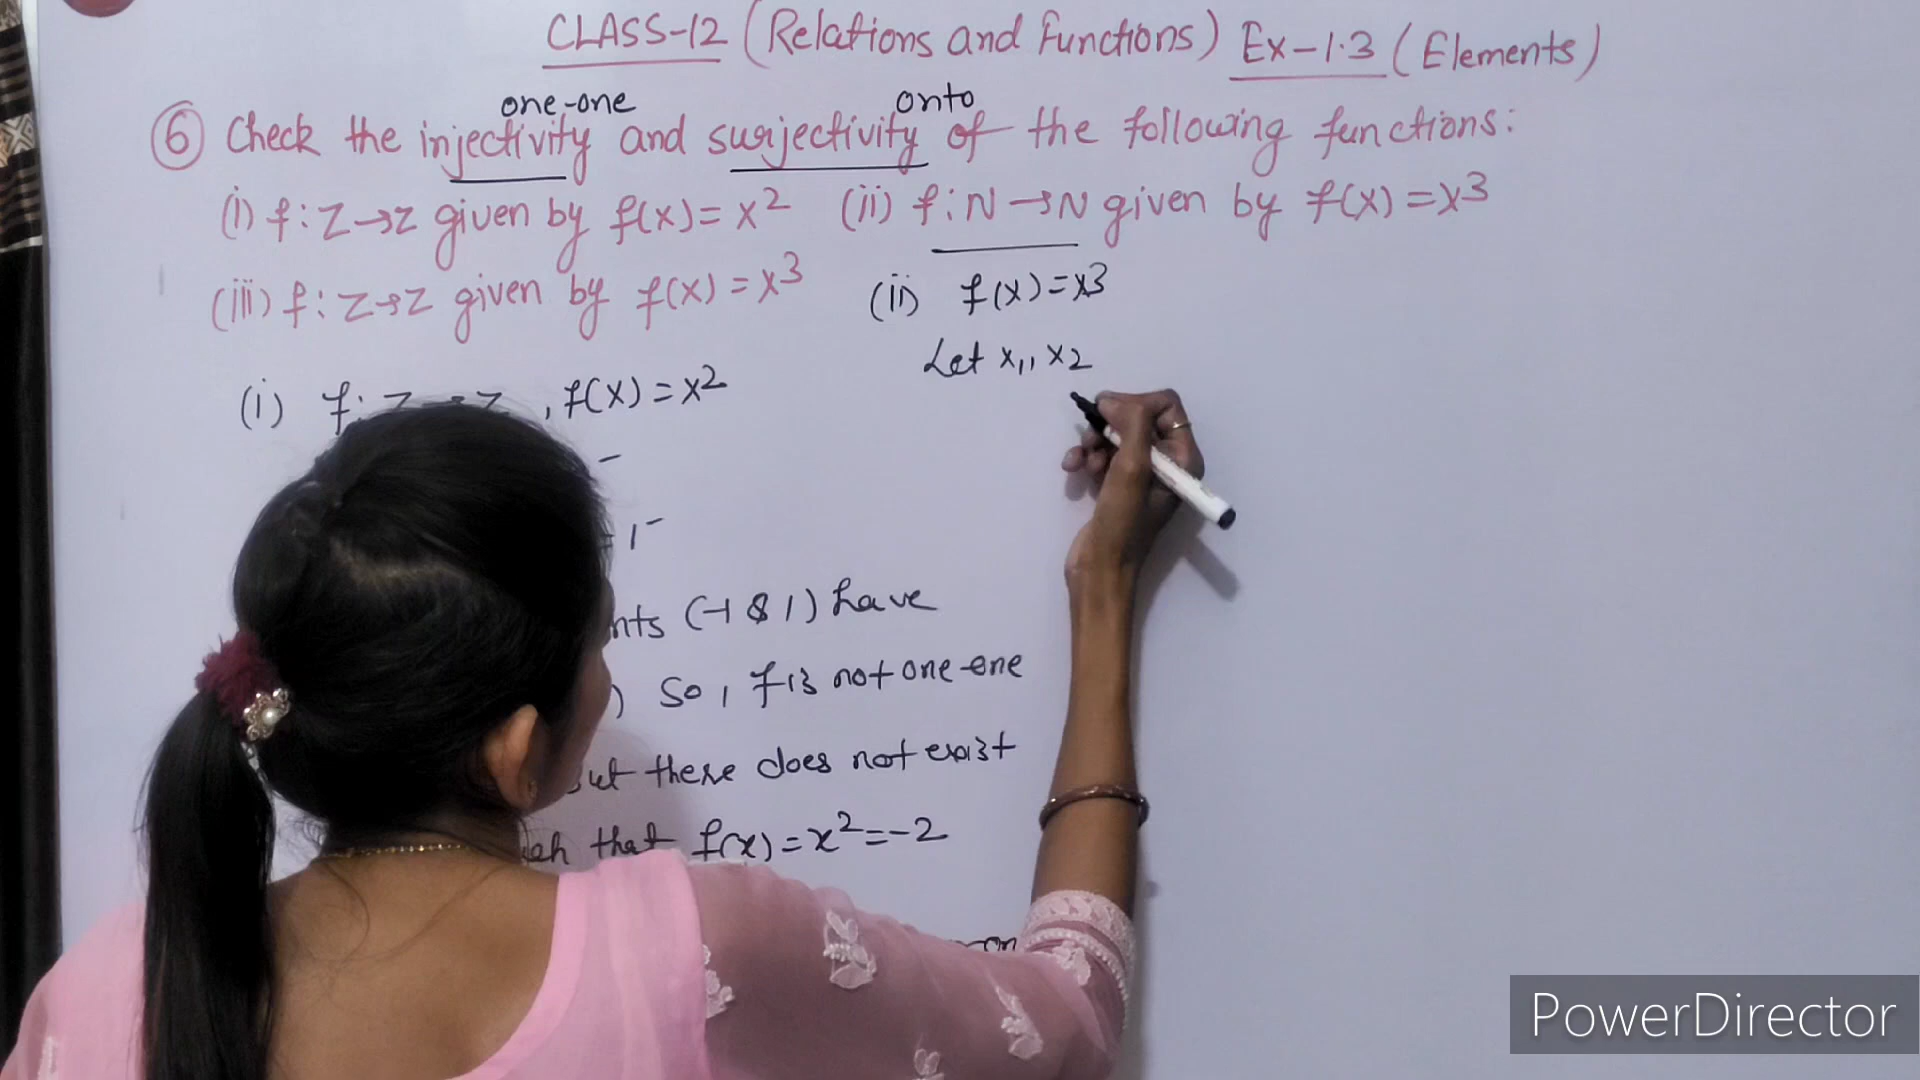 CLASS-12 (Relations and Functions) Ex-1.3 (Elements)
one-one onto
6 Check the injectivity and surjectivity of the following functions:
(i) f: Z→Z given by f(x) = x² (ii) f: N→N given by f(x) = x³
(iii) f: Z→Z given by f(x) = x³
(ii) f(x) = x3
Let x1, x2
(i) f: Z→Z, f(x) = x²
(-1 & 1) have
So, f is not one-one
there does not exist
that f(x) = x² = -2
PowerDirector